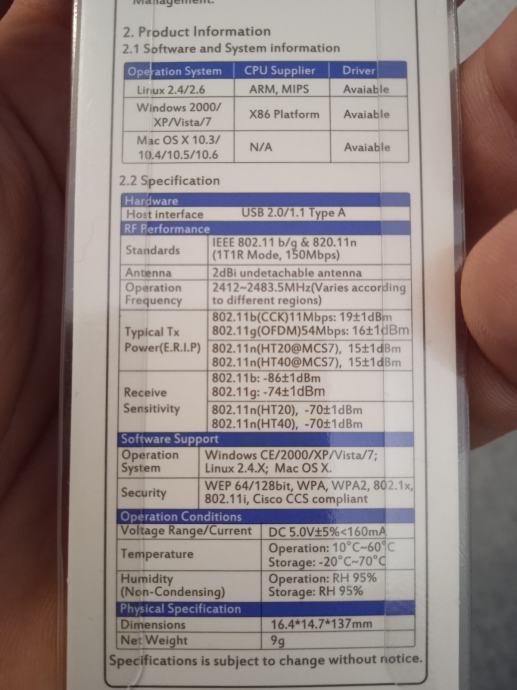 Management.
2. Product Information
2.1 Software and System information
Operation System CPU Supplier Driver
Linux 2.4/2.6 ARM, MIPS Avaiable
Windows 2000/
XP/Vista/7 X86 Platform Avaiable
Mac OS X 10.3/
10.4/10.5/10.6 N/A Avaiable
2.2 Specification
Hardware
Host interface USB 2.0/1.1 Type A
RF Performance
Standards IEEE 802.11 b/g & 820.11n
(1T1R Mode, 150Mbps)
Antenna 2dBi undetachable antenna
Operation 2412~2483.5MHz(Varies according
Frequency to different regions)
Typical Tx 802.11b(CCK)11Mbps: 19±1dBm
Power(E.R.I.P) 802.11g(OFDM)54Mbps: 16±1dBm
802.11n(HT20@MCS7), 15±1dBm
802.11n(HT40@MCS7), 15±1dBm
Receive 802.11b: -86±1dBm
Sensitivity 802.11g: -74±1dBm
802.11n(HT20), -70±1dBm
802.11n(HT40), -70±1dBm
Software Support
Operation Windows CE/2000/XP/Vista/7;
System Linux 2.4.X; Mac OS X.
Security WEP 64/128bit, WPA, WPA2, 802.1x,
802.11i, Cisco CCS compliant
Operation Conditions
Voltage Range/Current DC 5.0V±5%<160mA
Temperature Operation: 10°C~60°C
Storage: -20°C~70°C
Humidity Operation: RH 95%
(Non-Condensing) Storage: RH 95%
Physical Specification
Dimensions 16.4*14.7*137mm
Net Weight 9g
Specifications is subject to change without notice.